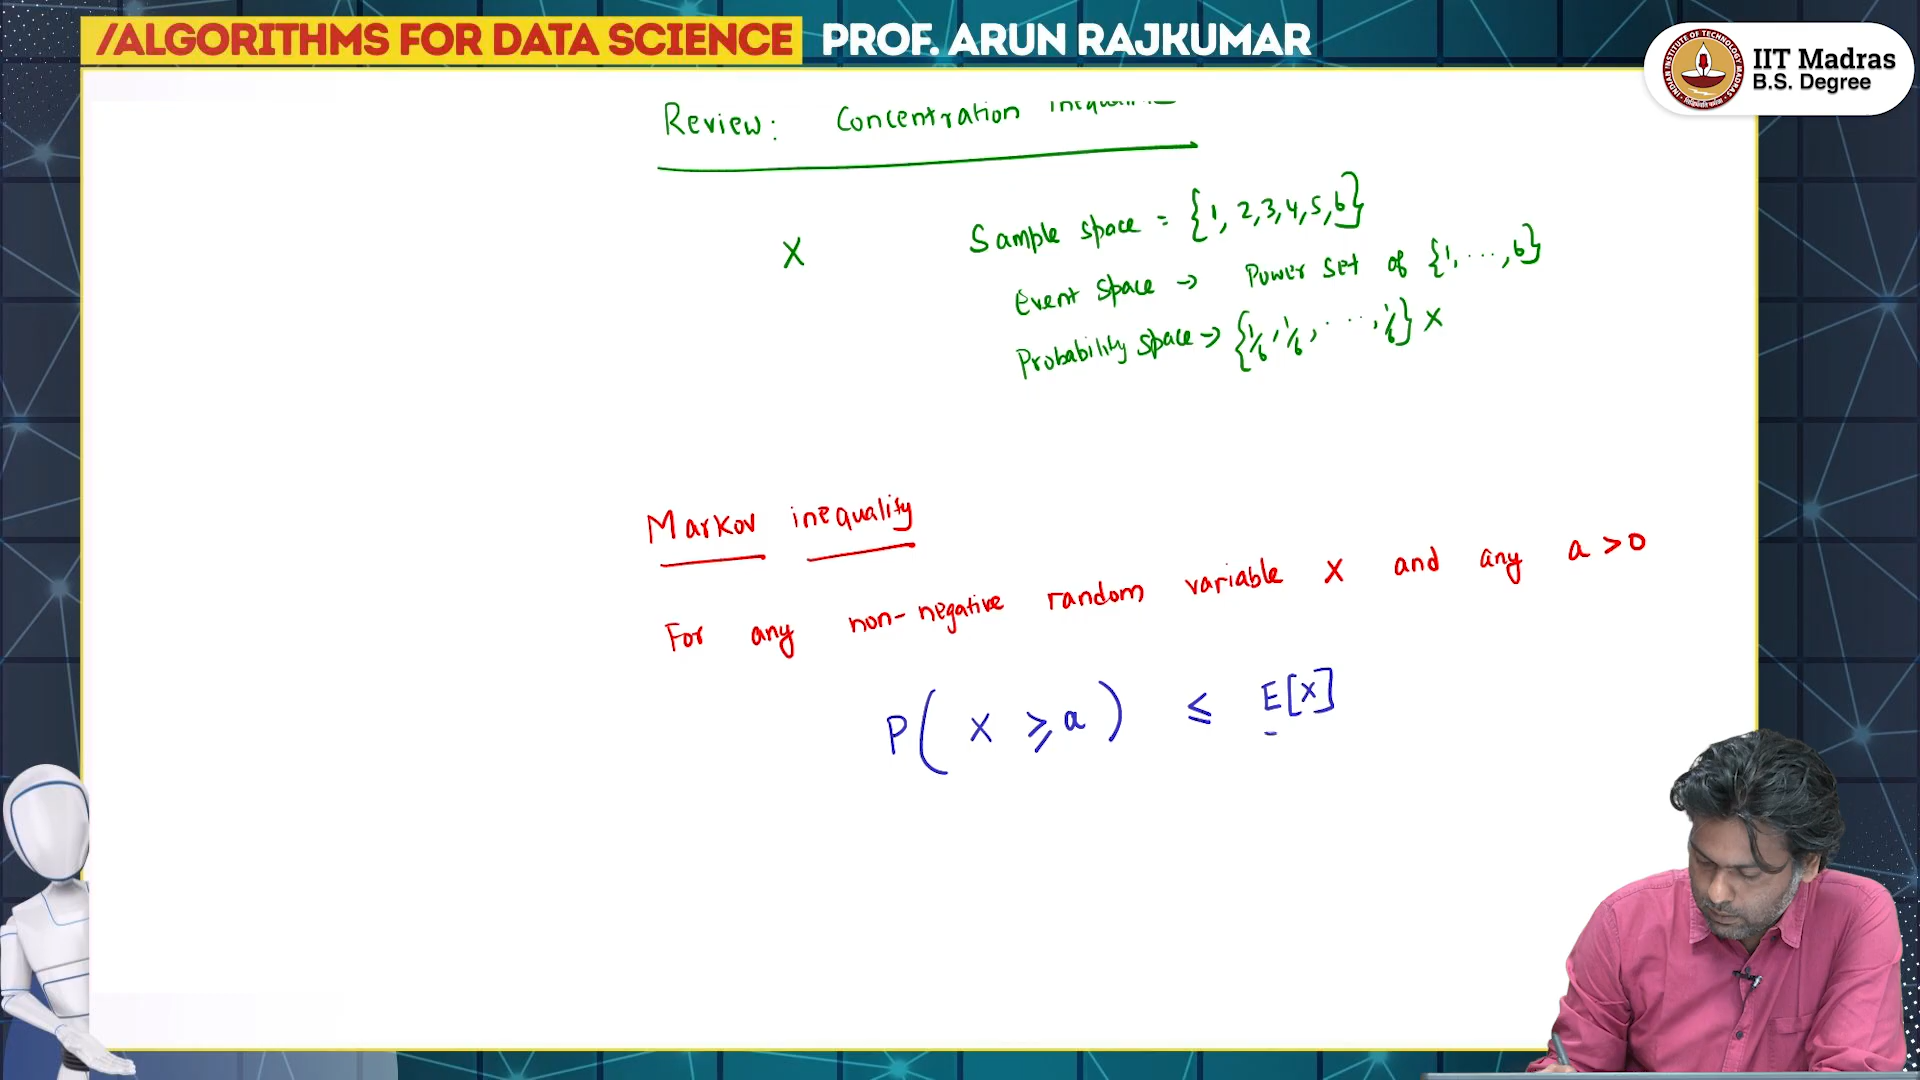 /ALGORITHMS FOR DATA SCIENCE PROF. ARUN RAJKUMAR
IIT Madras
B.S. Degree
Review: Concentration
X
Sample space = {1, 2,3,4,5,6}
Event space → Power set of {1, ..., 6}
Probability space → {1/6, 1/6, ..., 1/6} X
Markov inequality
For any non-negative random variable X and any a > 0
P( X ≥ a ) ≤ E[X]